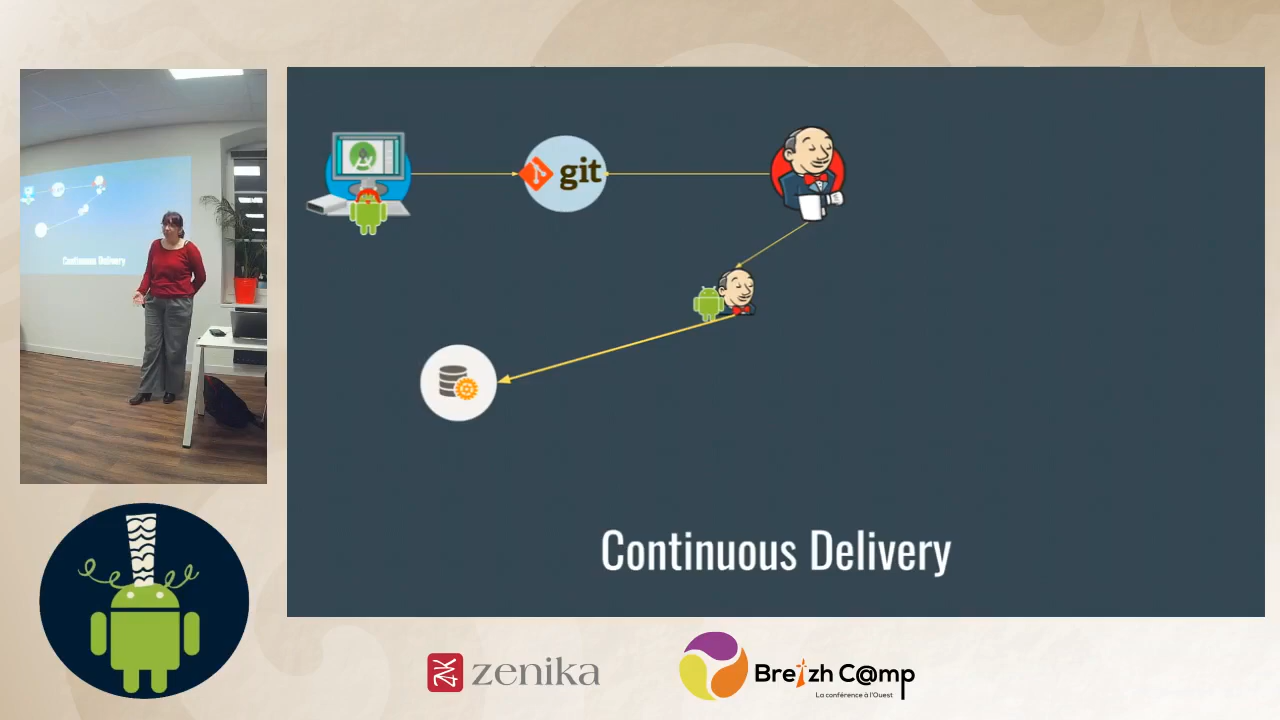 git
Continuous Delivery
Continuous Delivery
zenika
Breizh C@mp
La conférence à l'Ouest